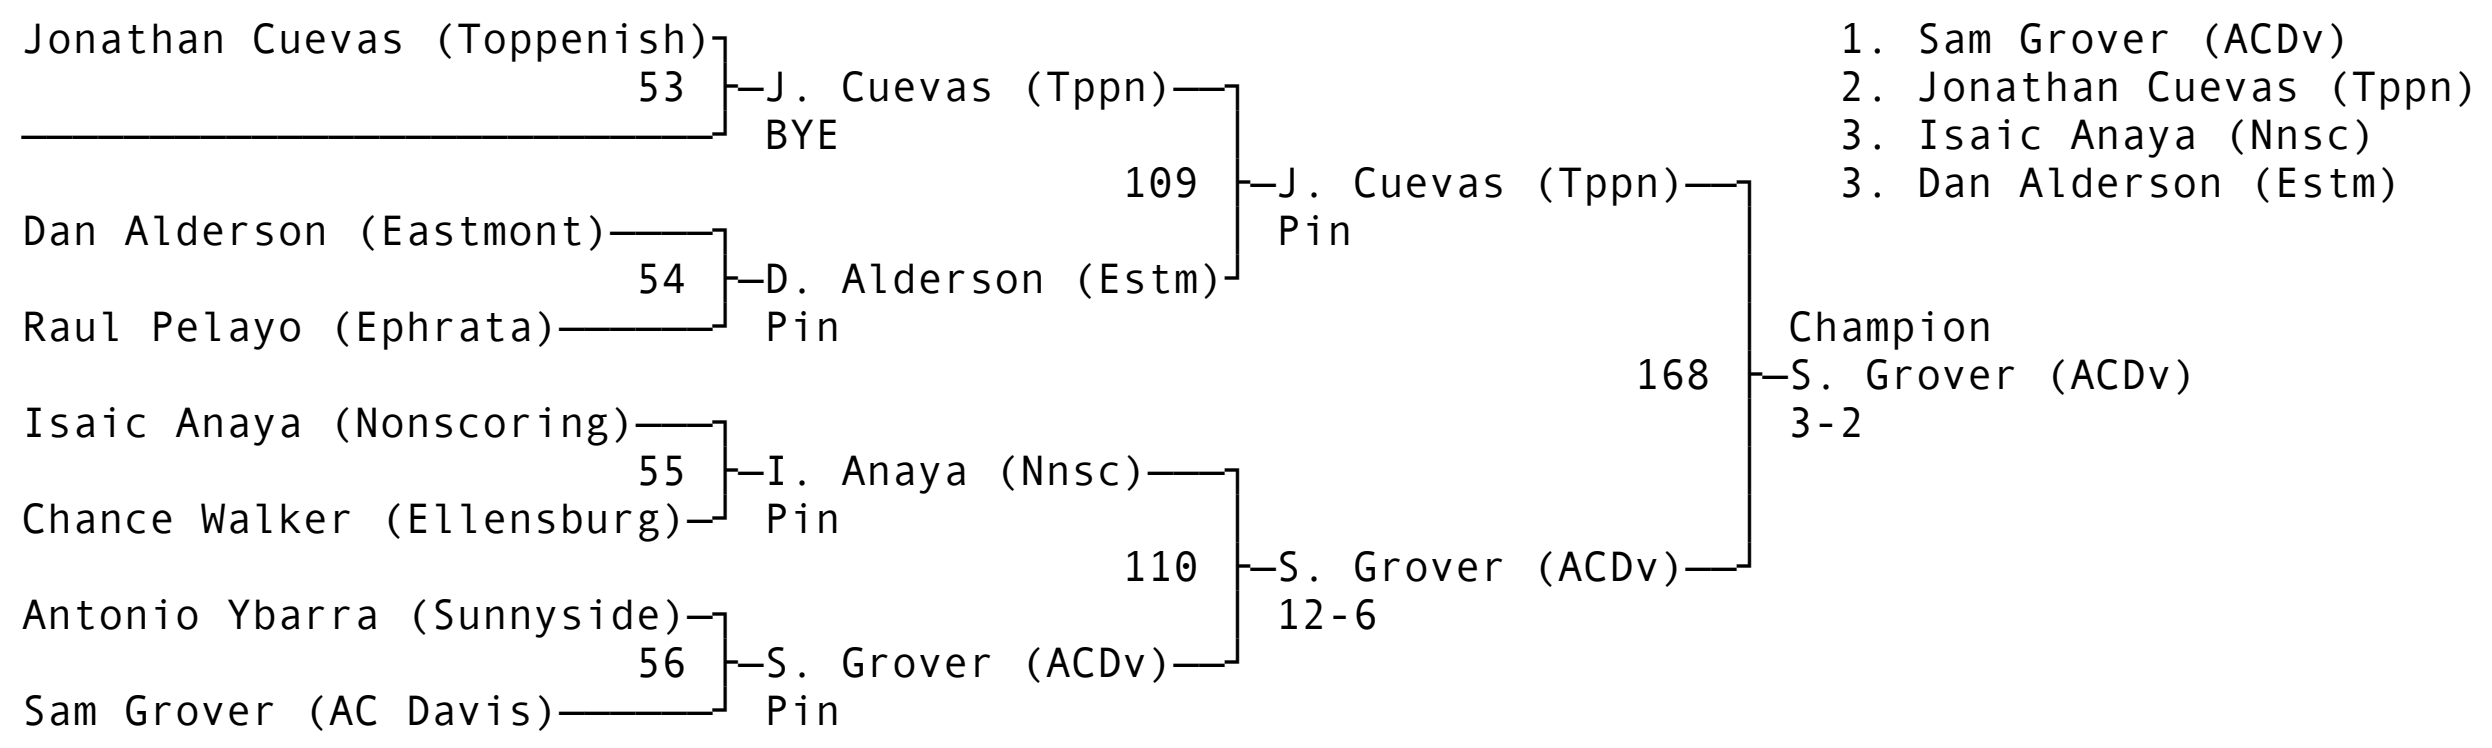 Jonathan Cuevas (Toppenish) 1. Sam Grover (ACDv)
53 J. Cuevas (Tppn) 2. Jonathan Cuevas (Tppn)
BYE 3. Isaic Anaya (Nnsc)
109 J. Cuevas (Tppn) 3. Dan Alderson (Estm)
Dan Alderson (Eastmont) Pin
54 D. Alderson (Estm)
Raul Pelayo (Ephrata) Pin Champion
168 S. Grover (ACDv)
Isaic Anaya (Nonscoring) 3-2
55 I. Anaya (Nnsc)
Chance Walker (Ellensburg) Pin
110 S. Grover (ACDv)
Antonio Ybarra (Sunnyside) 12-6
56 S. Grover (ACDv)
Sam Grover (AC Davis) Pin